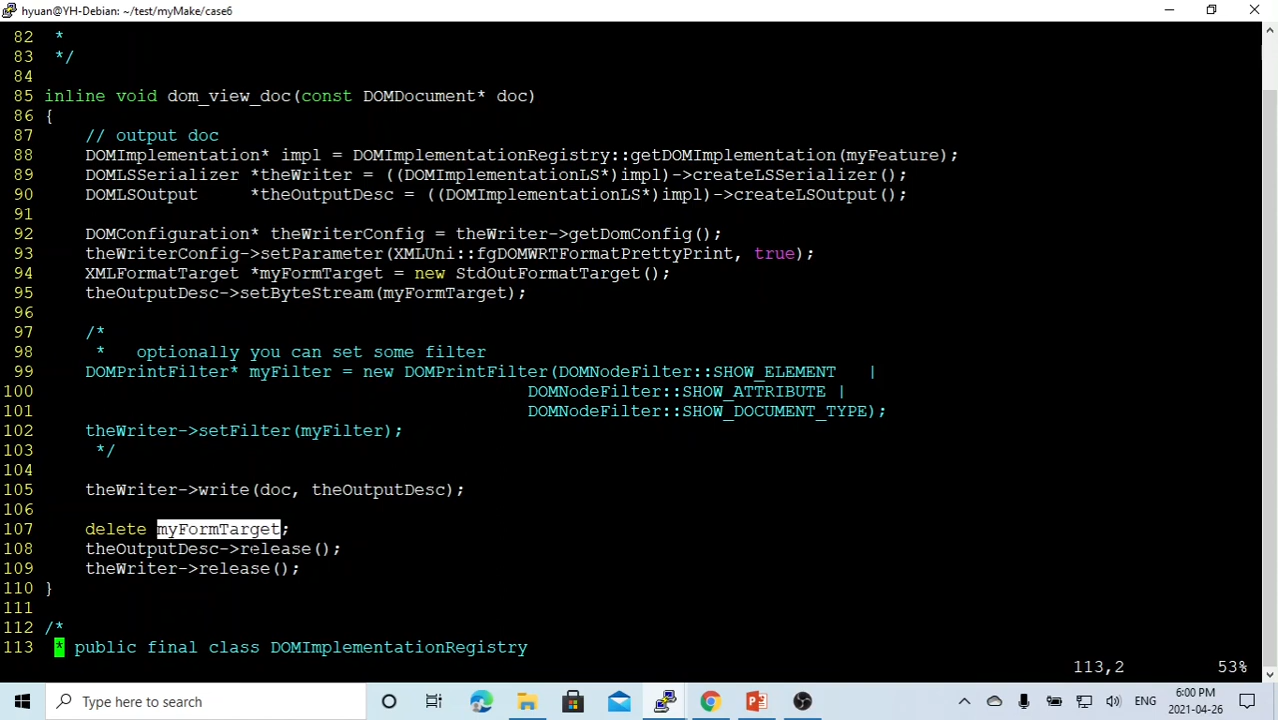 hyuan@YH-Debian: ~/test/myMake/case6
82 *
83 */
84
85 inline void dom_view_doc(const DOMDocument* doc)
86 {
87 // output doc
88 DOMImplementation* impl = DOMImplementationRegistry::getDOMImplementation(myFeature);
89 DOMLSSerializer *theWriter = ((DOMImplementationLS*)impl)->createLSSerializer();
90 DOMLSOutput *theOutputDesc = ((DOMImplementationLS*)impl)->createLSOutput();
91
92 DOMConfiguration* theWriterConfig = theWriter->getDomConfig();
93 theWriterConfig->setParameter(XMLUni::fgDOMWRTFormatPrettyPrint, true);
94 XMLFormatTarget *myFormTarget = new StdOutFormatTarget();
95 theOutputDesc->setByteStream(myFormTarget);
96
97 /*
98 * optionally you can set some filter
99 DOMPrintFilter* myFilter = new DOMPrintFilter(DOMNodeFilter::SHOW_ELEMENT |
100 DOMNodeFilter::SHOW_ATTRIBUTE |
101 DOMNodeFilter::SHOW_DOCUMENT_TYPE);
102 theWriter->setFilter(myFilter);
103 */
104
105 theWriter->write(doc, theOutputDesc);
106
107 delete myFormTarget;
108 theOutputDesc->release();
109 theWriter->release();
110 }
111
112 /*
113 * public final class DOMImplementationRegistry
113,2 53%
Type here to search
ENG
6:00 PM
2021-04-26